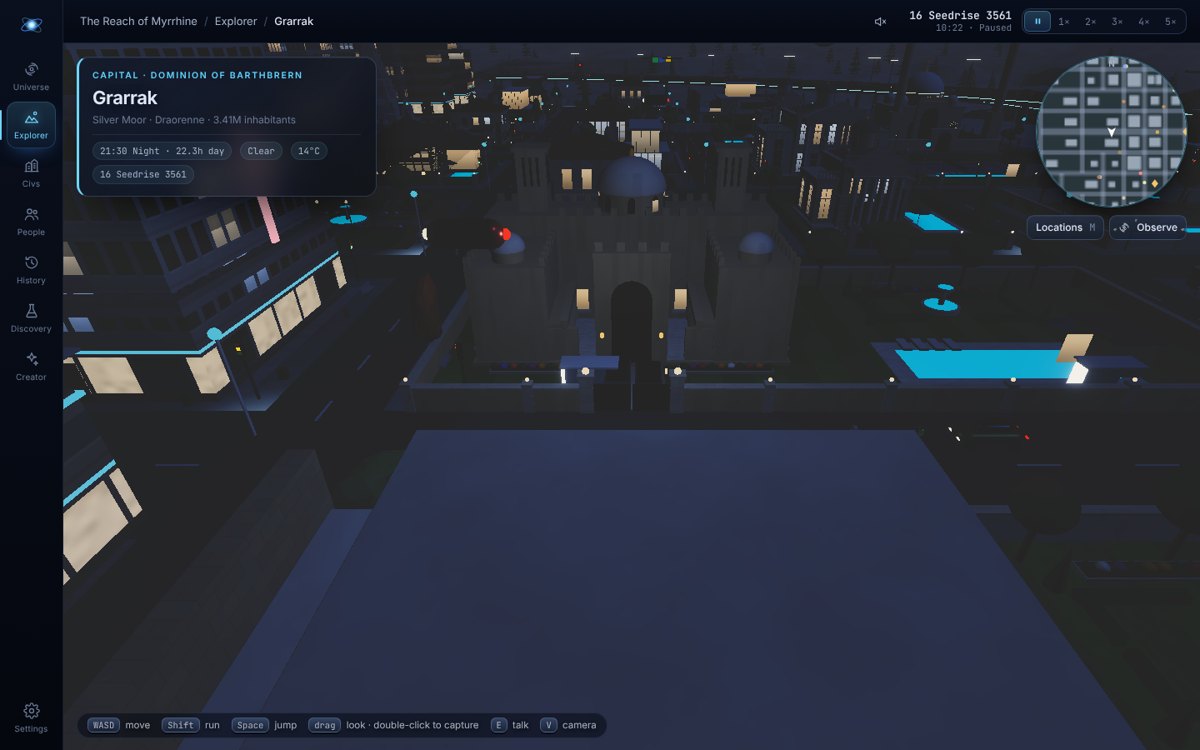 The Reach of Myrrhine / Explorer / Grarrak
16 Seedrise 3561
10:22 · Paused
1× 2× 3× 4× 5×
Universe
Explorer
Civs
People
History
Discovery
Creator
Settings
CAPITAL · DOMINION OF BARTHBRERN
Grarrak
Silver Moor · Draorenne · 3.41M inhabitants
21:30 Night · 22.3h day
Clear
14°C
16 Seedrise 3561
N
Locations M
Observe
WASD move Shift run Space jump drag look · double-click to capture E talk V camera